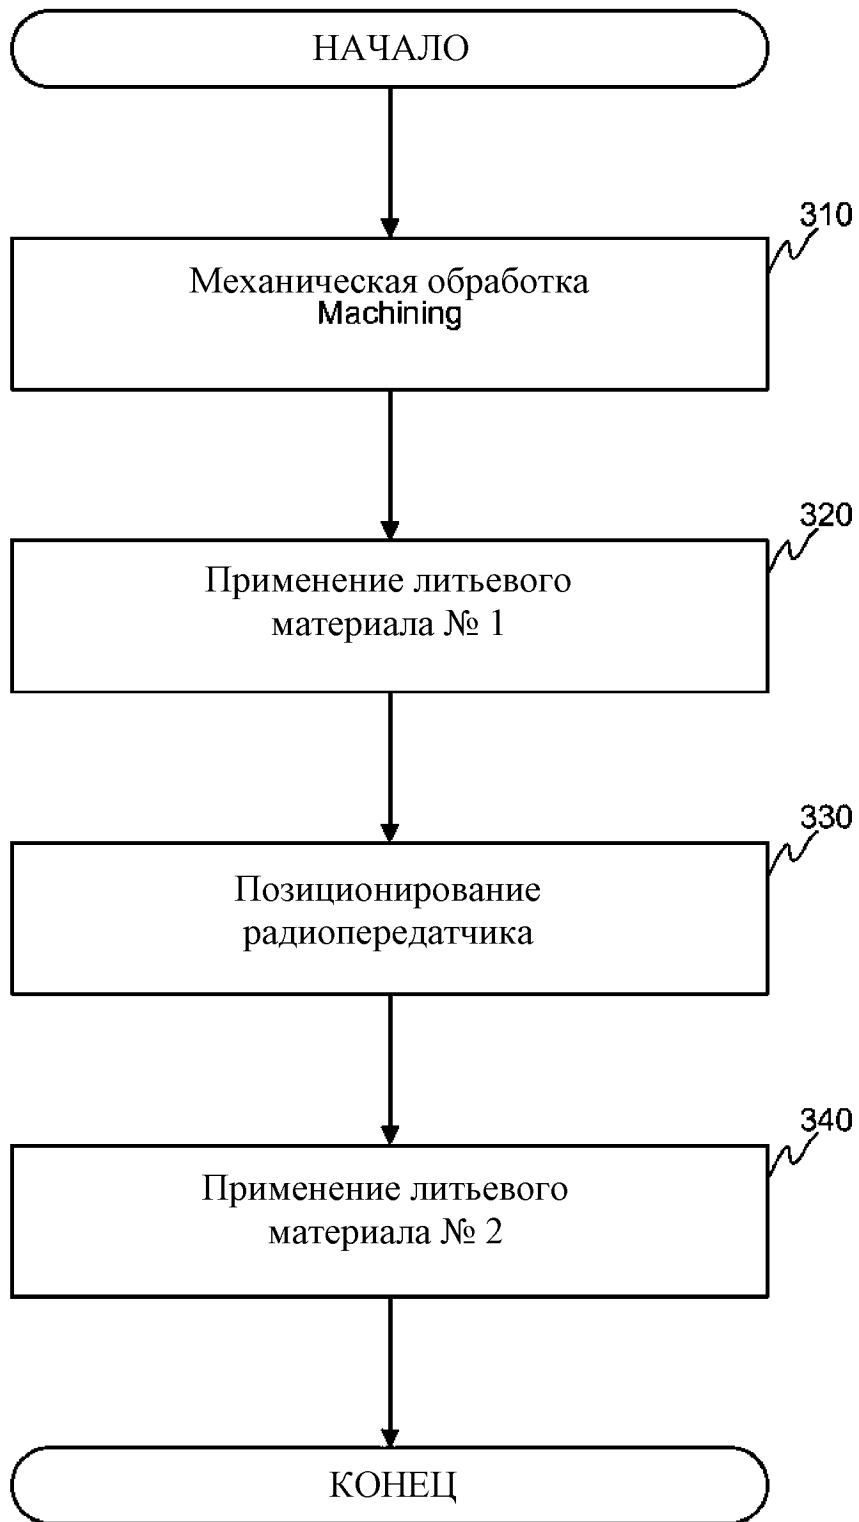 НАЧАЛО
310
Механическая обработка
Machining
320
Применение литьевого
материала № 1
330
Позиционирование
радиопередатчика
340
Применение литьевого
материала № 2
КОНЕЦ